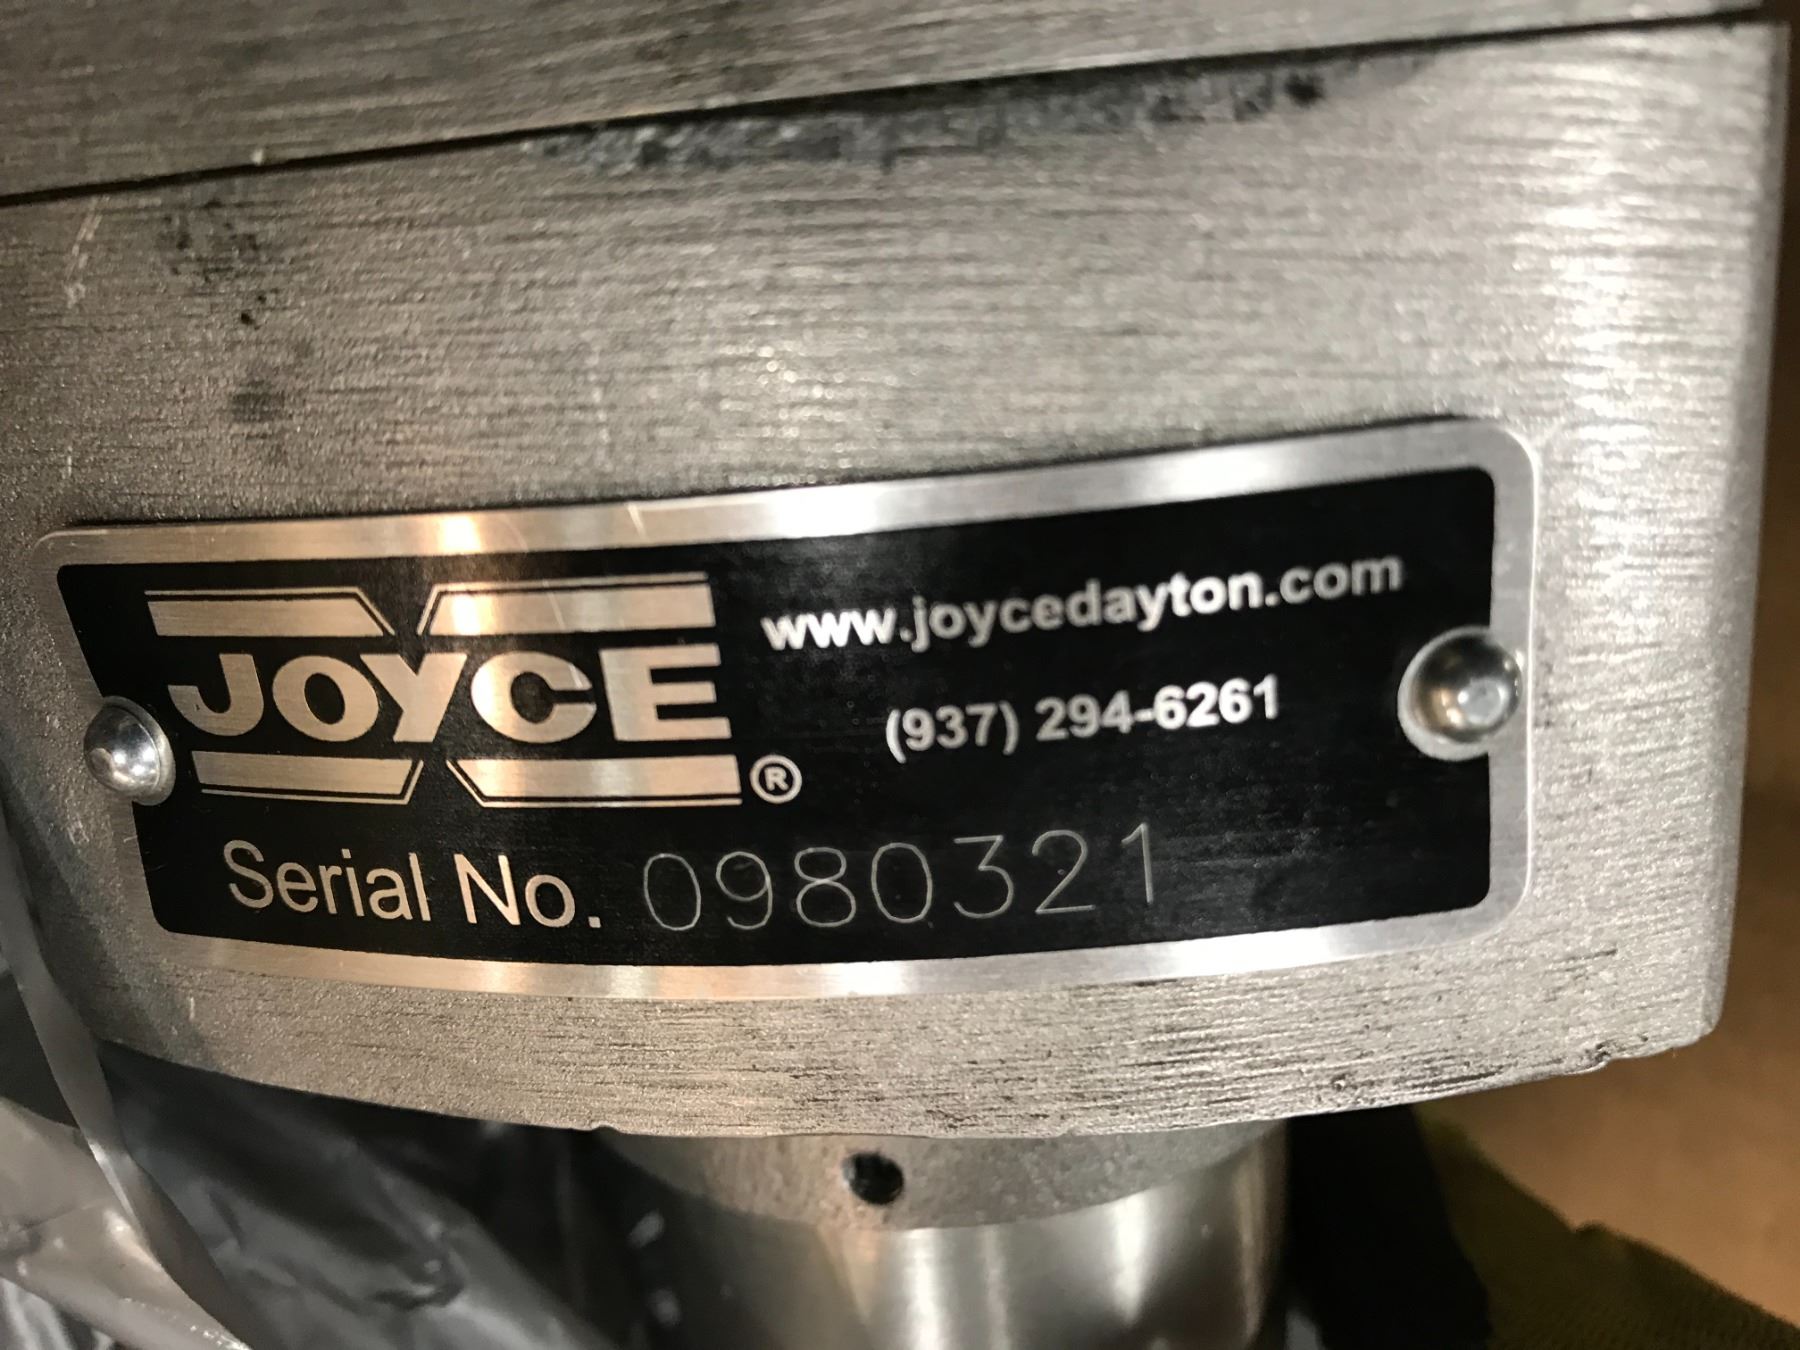 JOYCE®
www.joycedayton.com
(937) 294-6261
Serial No. 0980321